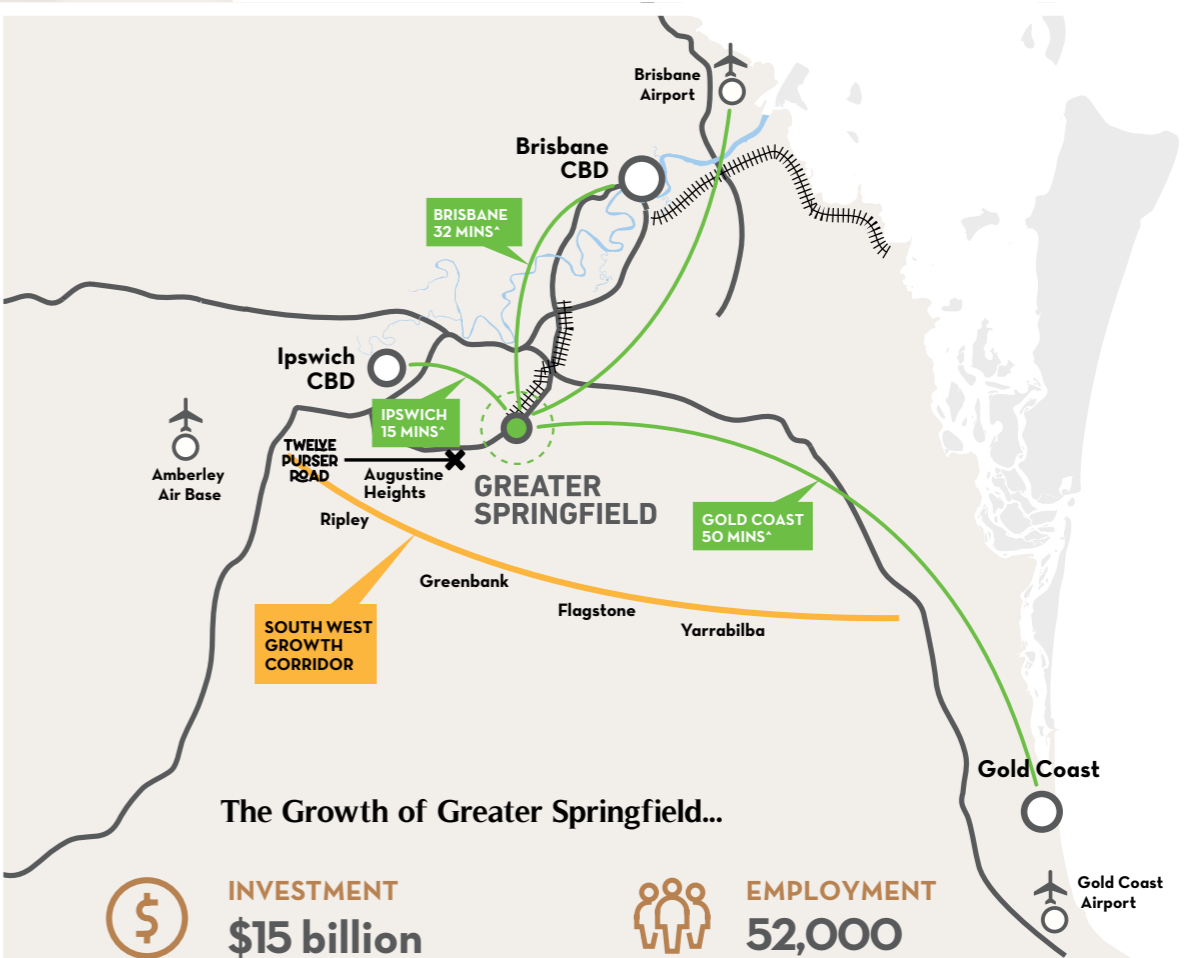 Brisbane
Airport
Brisbane
CBD
BRISBANE
32 MINS^
Ipswich
CBD
IPSWICH
15 MINS^
Amberley
Air Base
TWELVE
PURSER
ROAD
Augustine
Heights
GREATER
SPRINGFIELD
Ripley
GOLD COAST
50 MINS^
Greenbank
Flagstone
Yarrabilba
SOUTH WEST
GROWTH
CORRIDOR
Gold Coast
The Growth of Greater Springfield...
Gold Coast
Airport
INVESTMENT
$15 billion
EMPLOYMENT
52,000